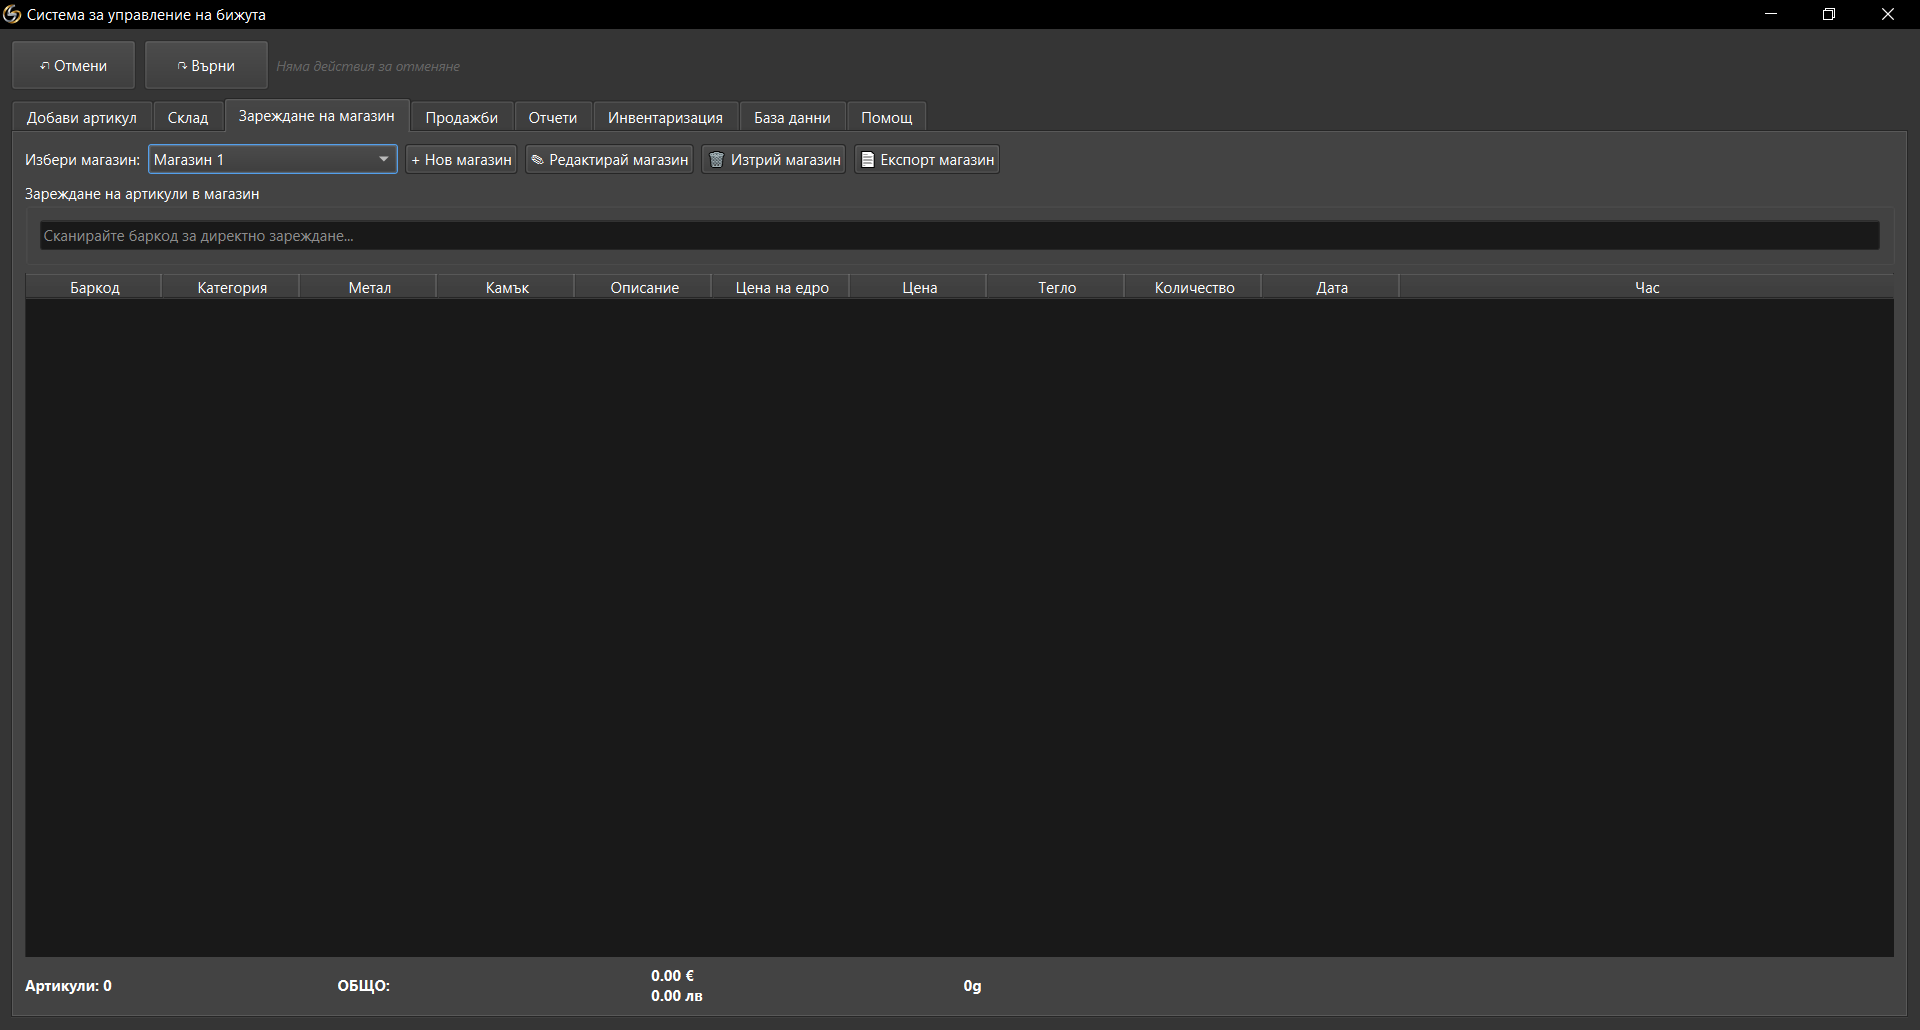 Система за управление на бижута
Отмени
Върни
Няма действия за отменяне
Добави артикул
Склад
Зареждане на магазин
Продажби
Отчети
Инвентаризация
База данни
Помощ
Избери магазин:
Магазин 1
+ Нов магазин
Редактирай магазин
Изтрий магазин
Експорт магазин
Зареждане на артикули в магазин
Сканирайте баркод за директно зареждане...
Баркод
Категория
Метал
Камък
Описание
Цена на едро
Цена
Тегло
Количество
Дата
Час
Артикули: 0
ОБЩО:
0.00 €
0.00 лв
0g